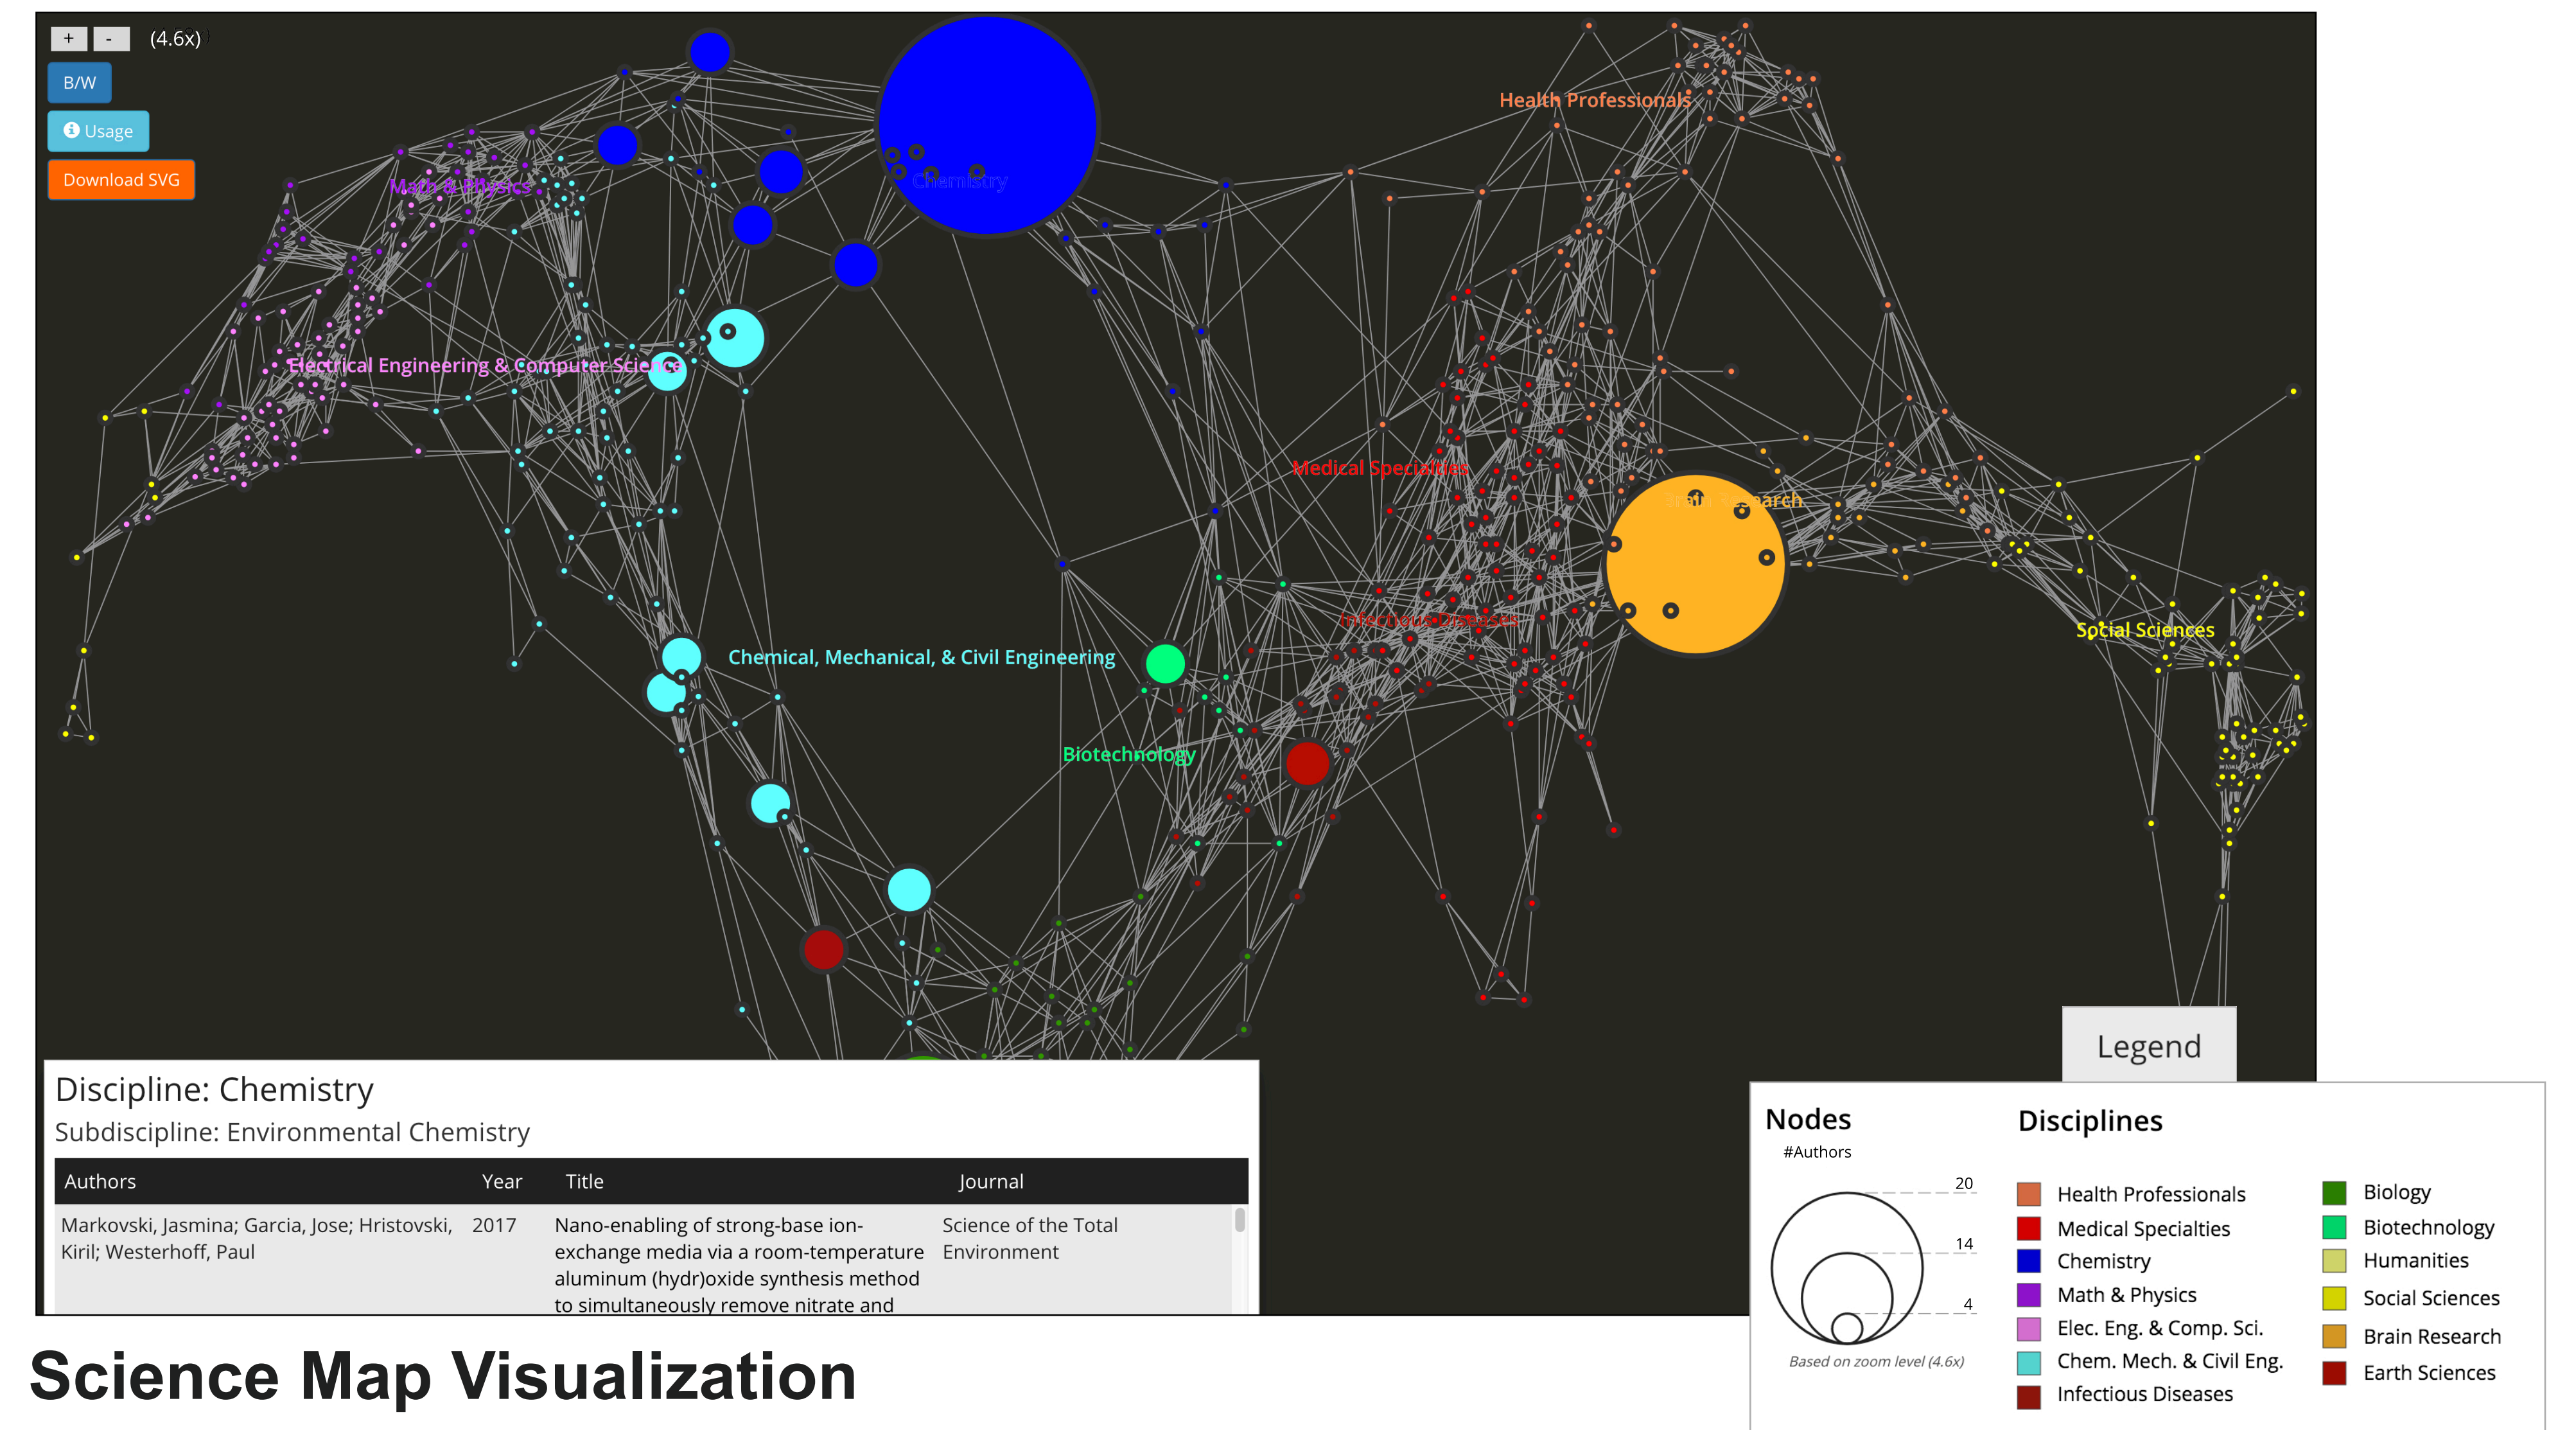 + - (4.6x)
B/W
Usage
Download SVG
Health Professionals
Chemistry
Math & Physics
Electrical Engineering & Computer Science
Medical Specialties
Brain Research
Infectious Diseases
Social Sciences
Chemical, Mechanical, & Civil Engineering
Biotechnology
Discipline: Chemistry
Subdiscipline: Environmental Chemistry
Authors Year Title Journal
Markovski, Jasmina; Garcia, Jose; Hristovski, 2017 Nano-enabling of strong-base ion- Science of the Total
Kiril; Westerhoff, Paul exchange media via a room-temperature Environment
aluminum (hydr)oxide synthesis method
to simultaneously remove nitrate and
Legend
Nodes
#Authors
20
14
4
Based on zoom level (4.6x)
Disciplines
Health Professionals
Medical Specialties
Chemistry
Math & Physics
Elec. Eng. & Comp. Sci.
Chem. Mech. & Civil Eng.
Infectious Diseases
Biology
Biotechnology
Humanities
Social Sciences
Brain Research
Earth Sciences
Science Map Visualization